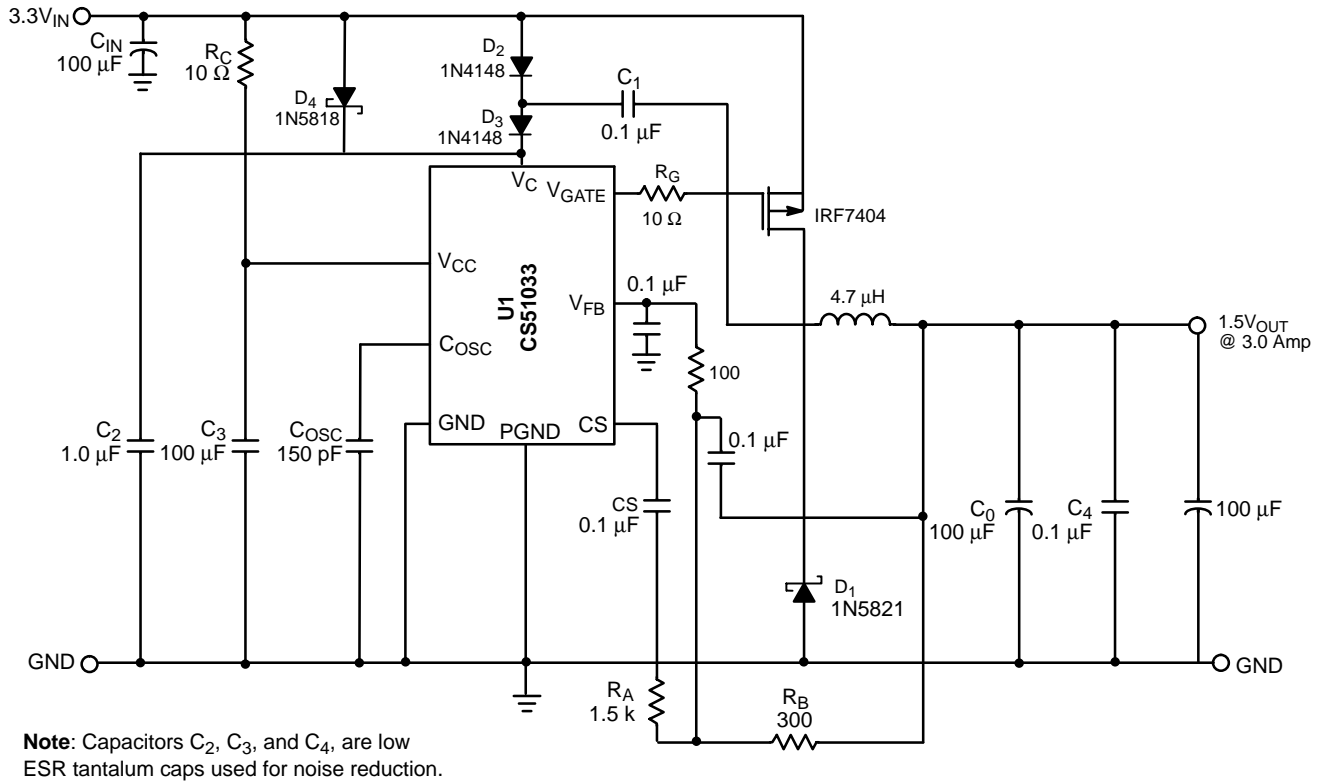 3.3V_IN
C_IN
100 μF
R_C
10 Ω
D_4
1N5818
D_2
1N4148
D_3
1N4148
C_1
0.1 μF
V_C
V_GATE
R_G
10 Ω
IRF7404
V_CC
U1
CS51033
V_FB
0.1 μF
4.7 μH
1.5V_OUT
@ 3.0 Amp
C_OSC
100
GND
PGND
CS
C_2
1.0 μF
C_3
100 μF
C_OSC
150 pF
CS
0.1 μF
0.1 μF
C_0
100 μF
C_4
0.1 μF
100 μF
D_1
1N5821
GND
GND
R_A
1.5 k
R_B
300
Note: Capacitors C_2, C_3, and C_4, are low
ESR tantalum caps used for noise reduction.